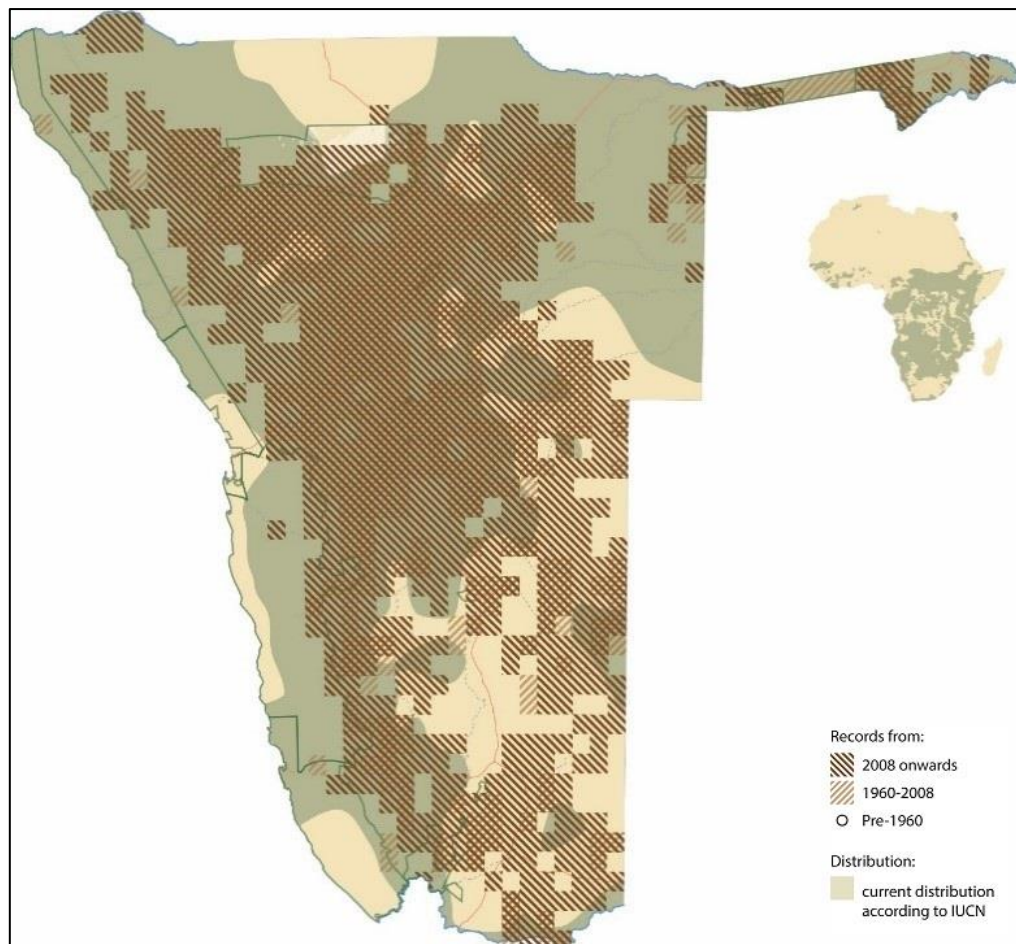 Records from:
2008 onwards
1960-2008
Pre-1960
Distribution:
current distribution
according to IUCN